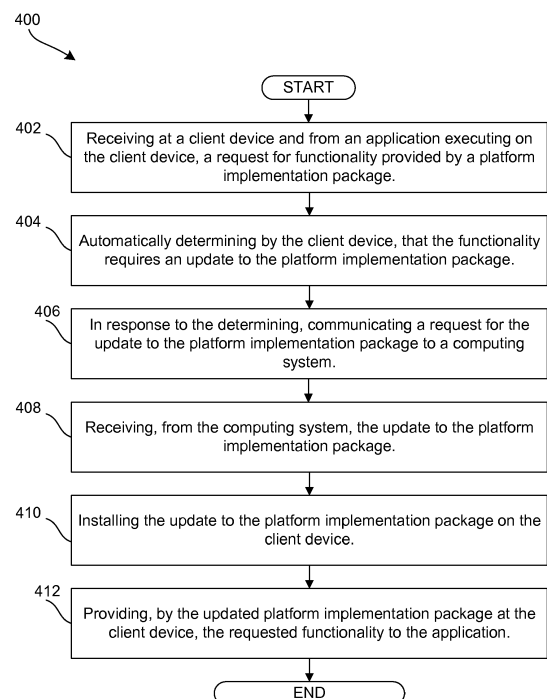 400
START
402
Receiving at a client device and from an application executing on
the client device, a request for functionality provided by a platform
implementation package.
404
Automatically determining by the client device, that the functionality
requires an update to the platform implementation package.
406
In response to the determining, communicating a request for the
update to the platform implementation package to a computing
system.
408
Receiving, from the computing system, the update to the platform
implementation package.
410
Installing the update to the platform implementation package on the
client device.
412
Providing, by the updated platform implementation package at the
client device, the requested functionality to the application.
END